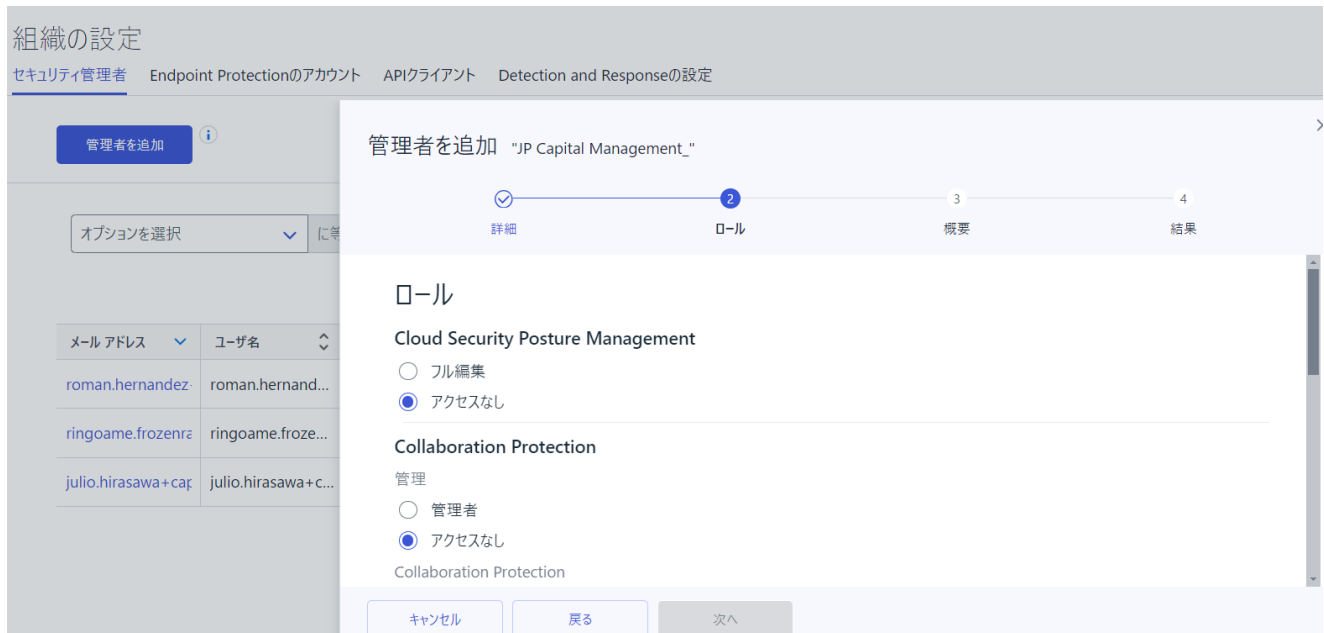 組織の設定
セキュリティ管理者 Endpoint Protectionのアカウント APIクライアント Detection and Responseの設定
管理者を追加 i
管理者を追加 "JP Capital Management_"
2 3 4
詳細 ロール 概要 結果
オプションを選択 に等
ロール
Cloud Security Posture Management
フル編集
アクセスなし
メール アドレス ユーザ名
roman.hernandez- roman.hernand...
ringoame.frozenra ringoame.froze...
julio.hirasawa+cap julio.hirasawa+c...
Collaboration Protection
管理
管理者
アクセスなし
Collaboration Protection
キャンセル 戻る 次へ